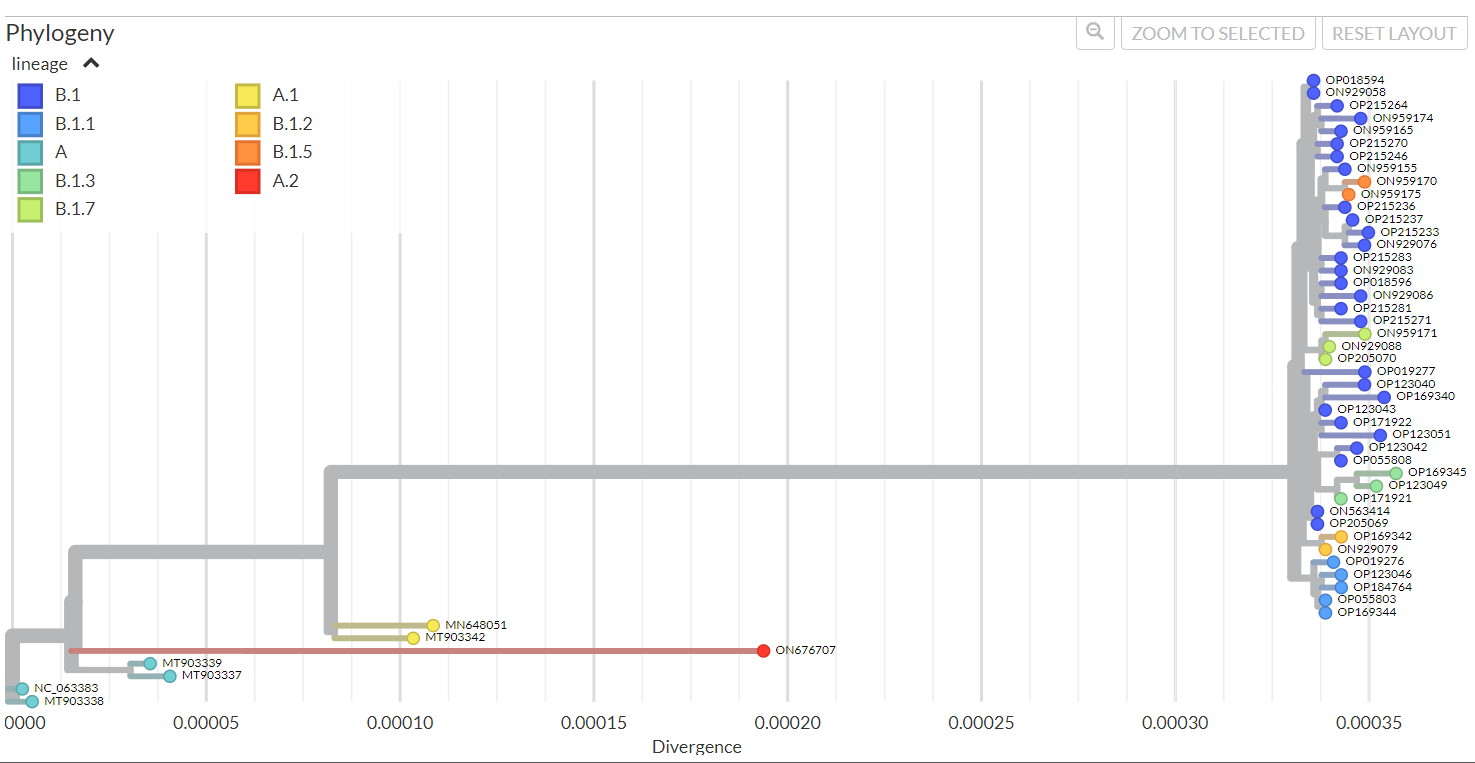 Phylogeny
ZOOM TO SELECTED
RESET LAYOUT
lineage
B.1
B.1.1
A
B.1.3
B.1.7
A.1
B.1.2
B.1.5
A.2
OP018594
ON929058
OP215264
ON959174
ON959165
OP215270
OP215246
ON959155
ON959170
ON959175
OP215236
OP215237
OP215233
ON929076
OP215283
ON929083
OP018596
ON929086
OP215281
OP215271
ON959171
ON929088
OP205070
OP019277
OP123040
OP169340
OP123043
OP171922
OP123051
OP123042
OP055808
OP169345
OP123049
OP171921
ON563414
OP205069
OP169342
ON929079
OP019276
OP123046
OP184764
OP055803
OP169344
MN648051
MT903342
ON676707
MT903339
MT903337
NC_063383
MT903338
0000 0.00005 0.00010 0.00015 0.00020 0.00025 0.00030 0.00035
Divergence